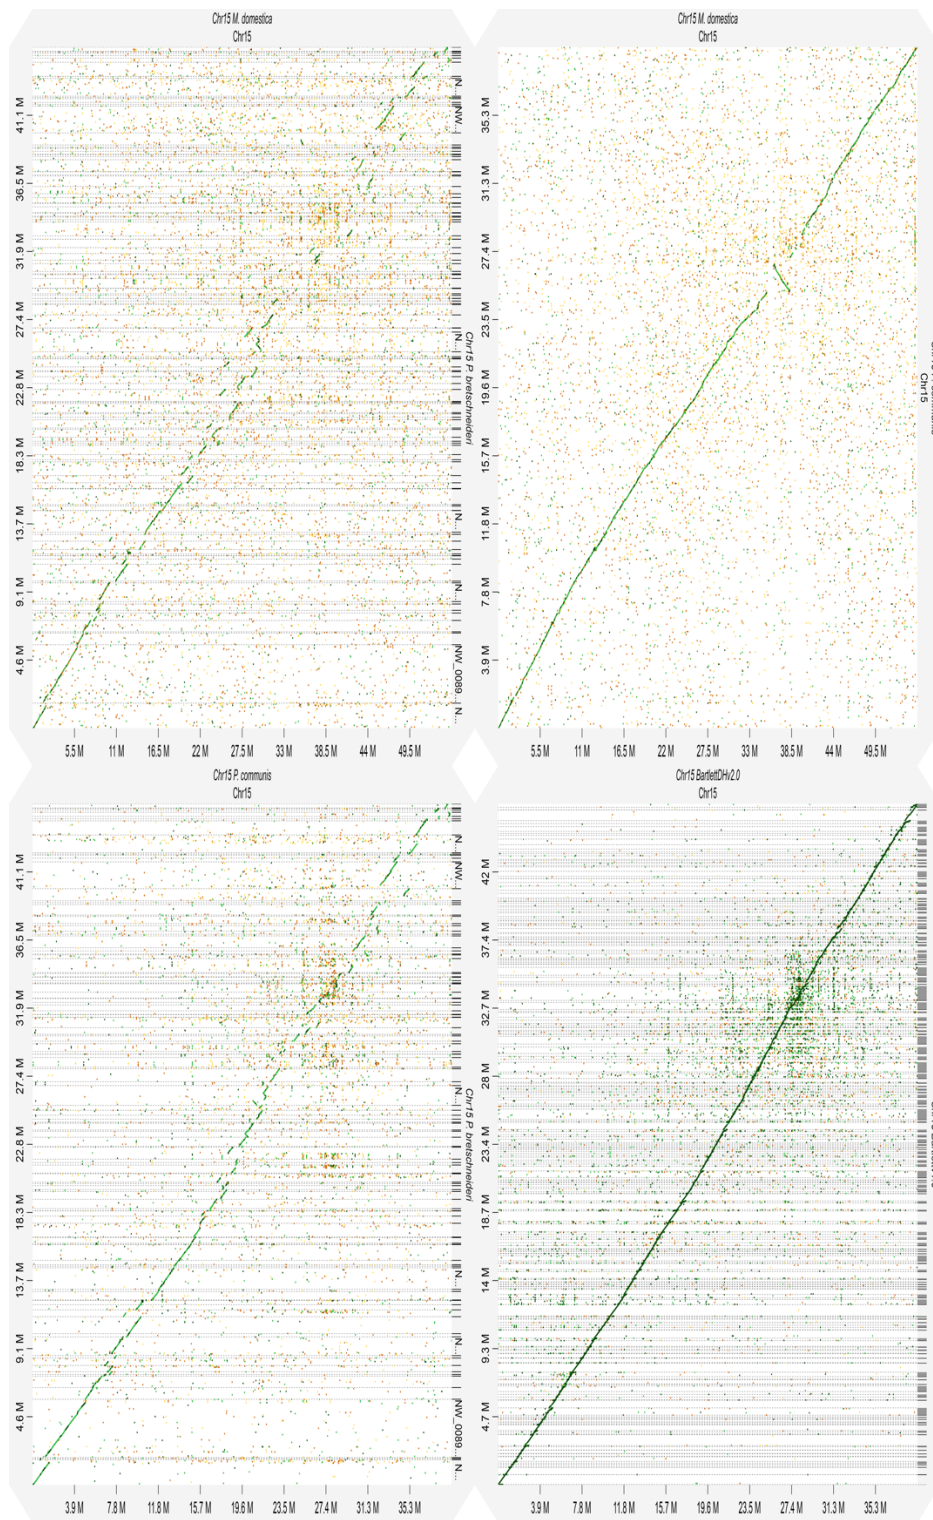 Chr15 M. domestica
Chr15
41.1 M
36.5 M
31.9 M
27.4 M
22.8 M
18.3 M
13.7 M
9.1 M
4.6 M
N...
NW...
N...
Chr15 P. bretschneideri
N...
N...
NW_0089...
N...
5.5 M 11 M 16.5 M 22 M 27.5 M 33 M 38.5 M 44 M 49.5 M
Chr15 M. domestica
Chr15
35.3 M
31.3 M
27.4 M
23.5 M
19.6 M
15.7 M
11.8 M
7.8 M
3.9 M
Chr15
5.5 M 11 M 16.5 M 22 M 27.5 M 33 M 38.5 M 44 M 49.5 M
Chr15 P. communis
Chr15
41.1 M
36.5 M
31.9 M
27.4 M
22.8 M
18.3 M
13.7 M
9.1 M
4.6 M
N...
NW...
N...
Chr15 P. bretschneideri
N...
N...
NW_0089...
N...
3.9 M 7.8 M 11.8 M 15.7 M 19.6 M 23.5 M 27.4 M 31.3 M 35.3 M
Chr15 BartlettDHv2.0
Chr15
42 M
37.4 M
32.7 M
28 M
23.4 M
18.7 M
14 M
9.3 M
4.7 M
3.9 M 7.8 M 11.8 M 15.7 M 19.6 M 23.5 M 27.4 M 31.3 M 35.3 M